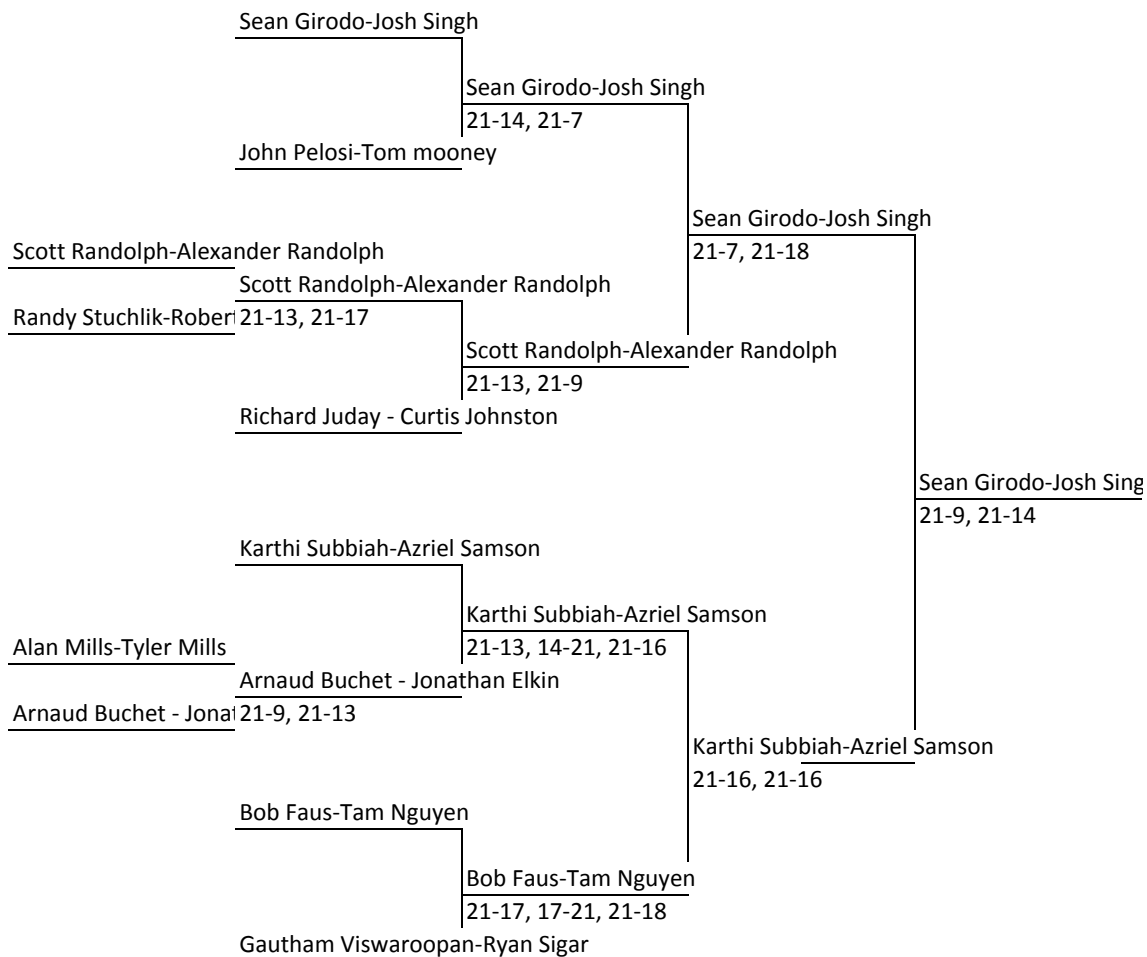 Sean Girodo-Josh Singh
Sean Girodo-Josh Singh
21-14, 21-7
John Pelosi-Tom mooney
Sean Girodo-Josh Singh
21-7, 21-18
Scott Randolph-Alexander Randolph
Scott Randolph-Alexander Randolph
Randy Stuchlik-Robert
21-13, 21-17
Scott Randolph-Alexander Randolph
21-13, 21-9
Richard Juday - Curtis Johnston
Sean Girodo-Josh Sing
21-9, 21-14
Karthi Subbiah-Azriel Samson
Karthi Subbiah-Azriel Samson
21-13, 14-21, 21-16
Alan Mills-Tyler Mills
Arnaud Buchet - Jonathan Elkin
Arnaud Buchet - Jonat
21-9, 21-13
Karthi Subbiah-Azriel Samson
21-16, 21-16
Bob Faus-Tam Nguyen
Bob Faus-Tam Nguyen
21-17, 17-21, 21-18
Gautham Viswaroopan-Ryan Sigar